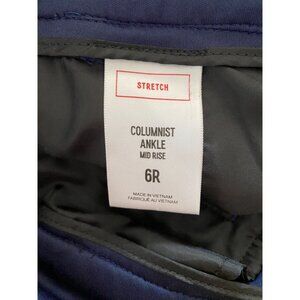 STRETCH
COLUMNIST
ANKLE
MID RISE
6R
MADE IN VIETNAM
FABRIQUÉ AU VIETNAM